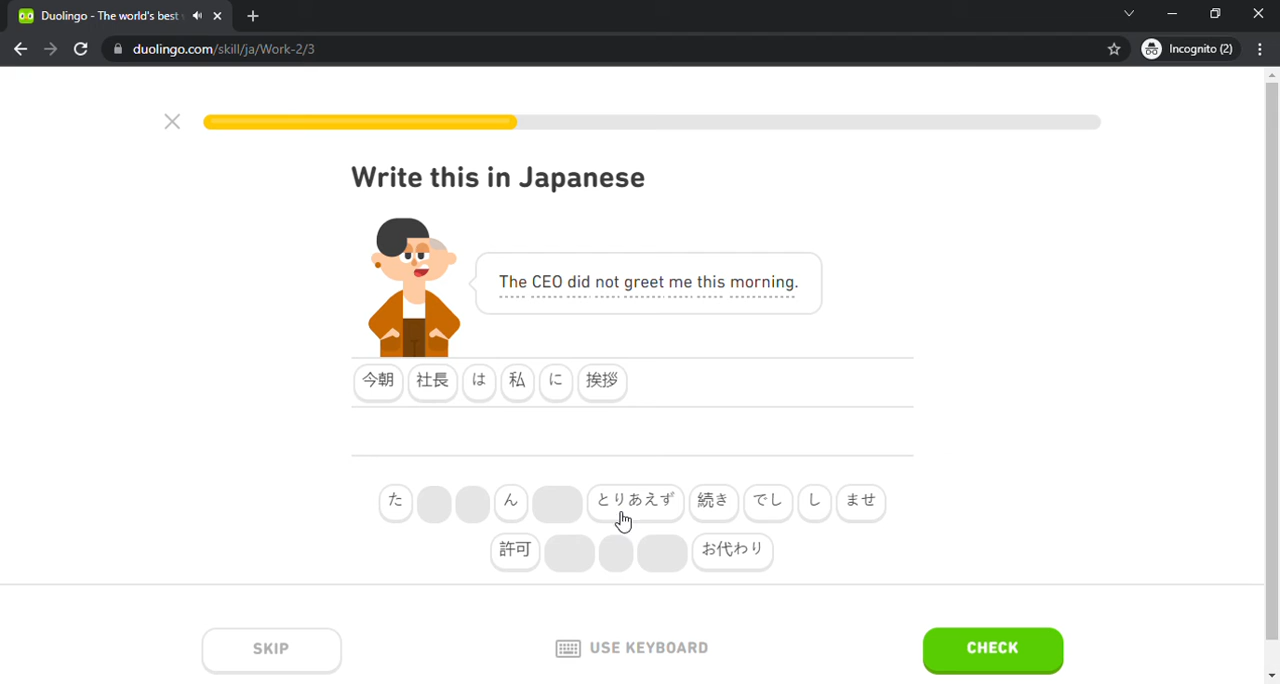 Duolingo - The world's best
duolingo.com/skill/ja/Work-2/3
Incognito (2)
Write this in Japanese
The CEO did not greet me this morning.
今朝 社長 は 私 に 挨拶
た ん とりあえず 続き でし し ませ
許可 お代わり
SKIP
USE KEYBOARD
CHECK